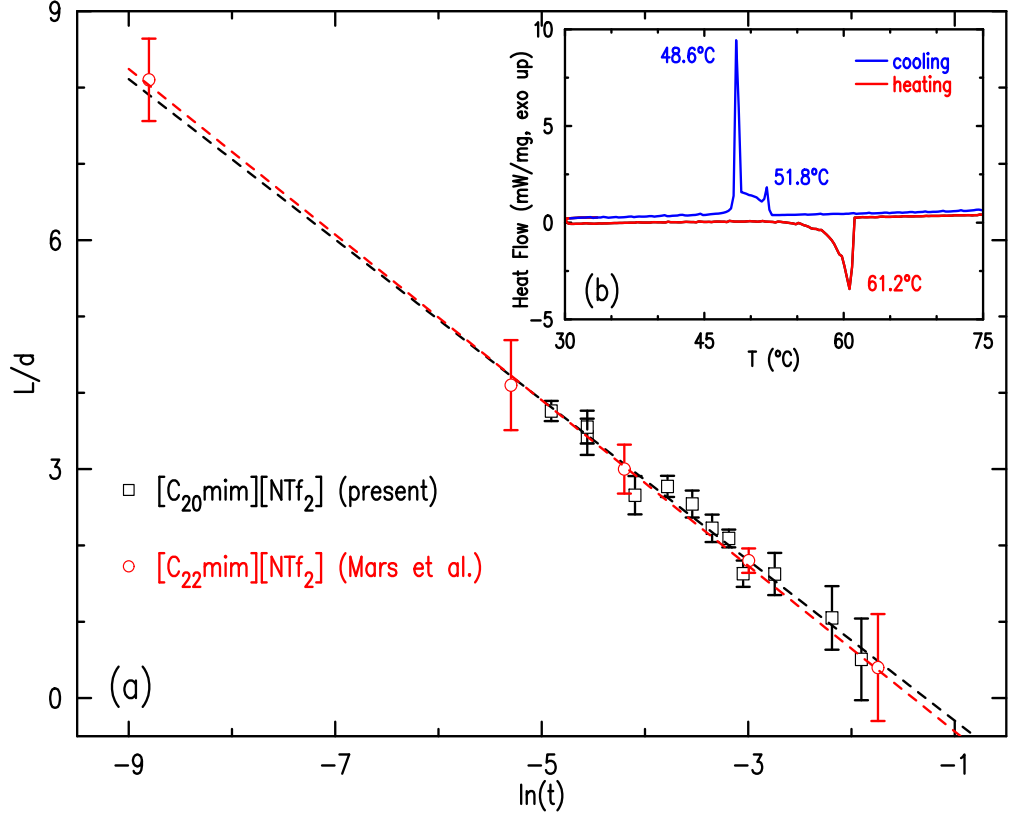 9
6
3
0
L/d
−9
−7
−5
−3
−1
ln(t)
[C₂₀mim][NTf₂] (present)
[C₂₂mim][NTf₂] (Mars et al.)
(a)
10
5
0
−5
Heat Flow (mW/mg, exo up)
48.6°C
cooling
heating
51.8°C
61.2°C
(b)
30
45
60
75
T (°C)